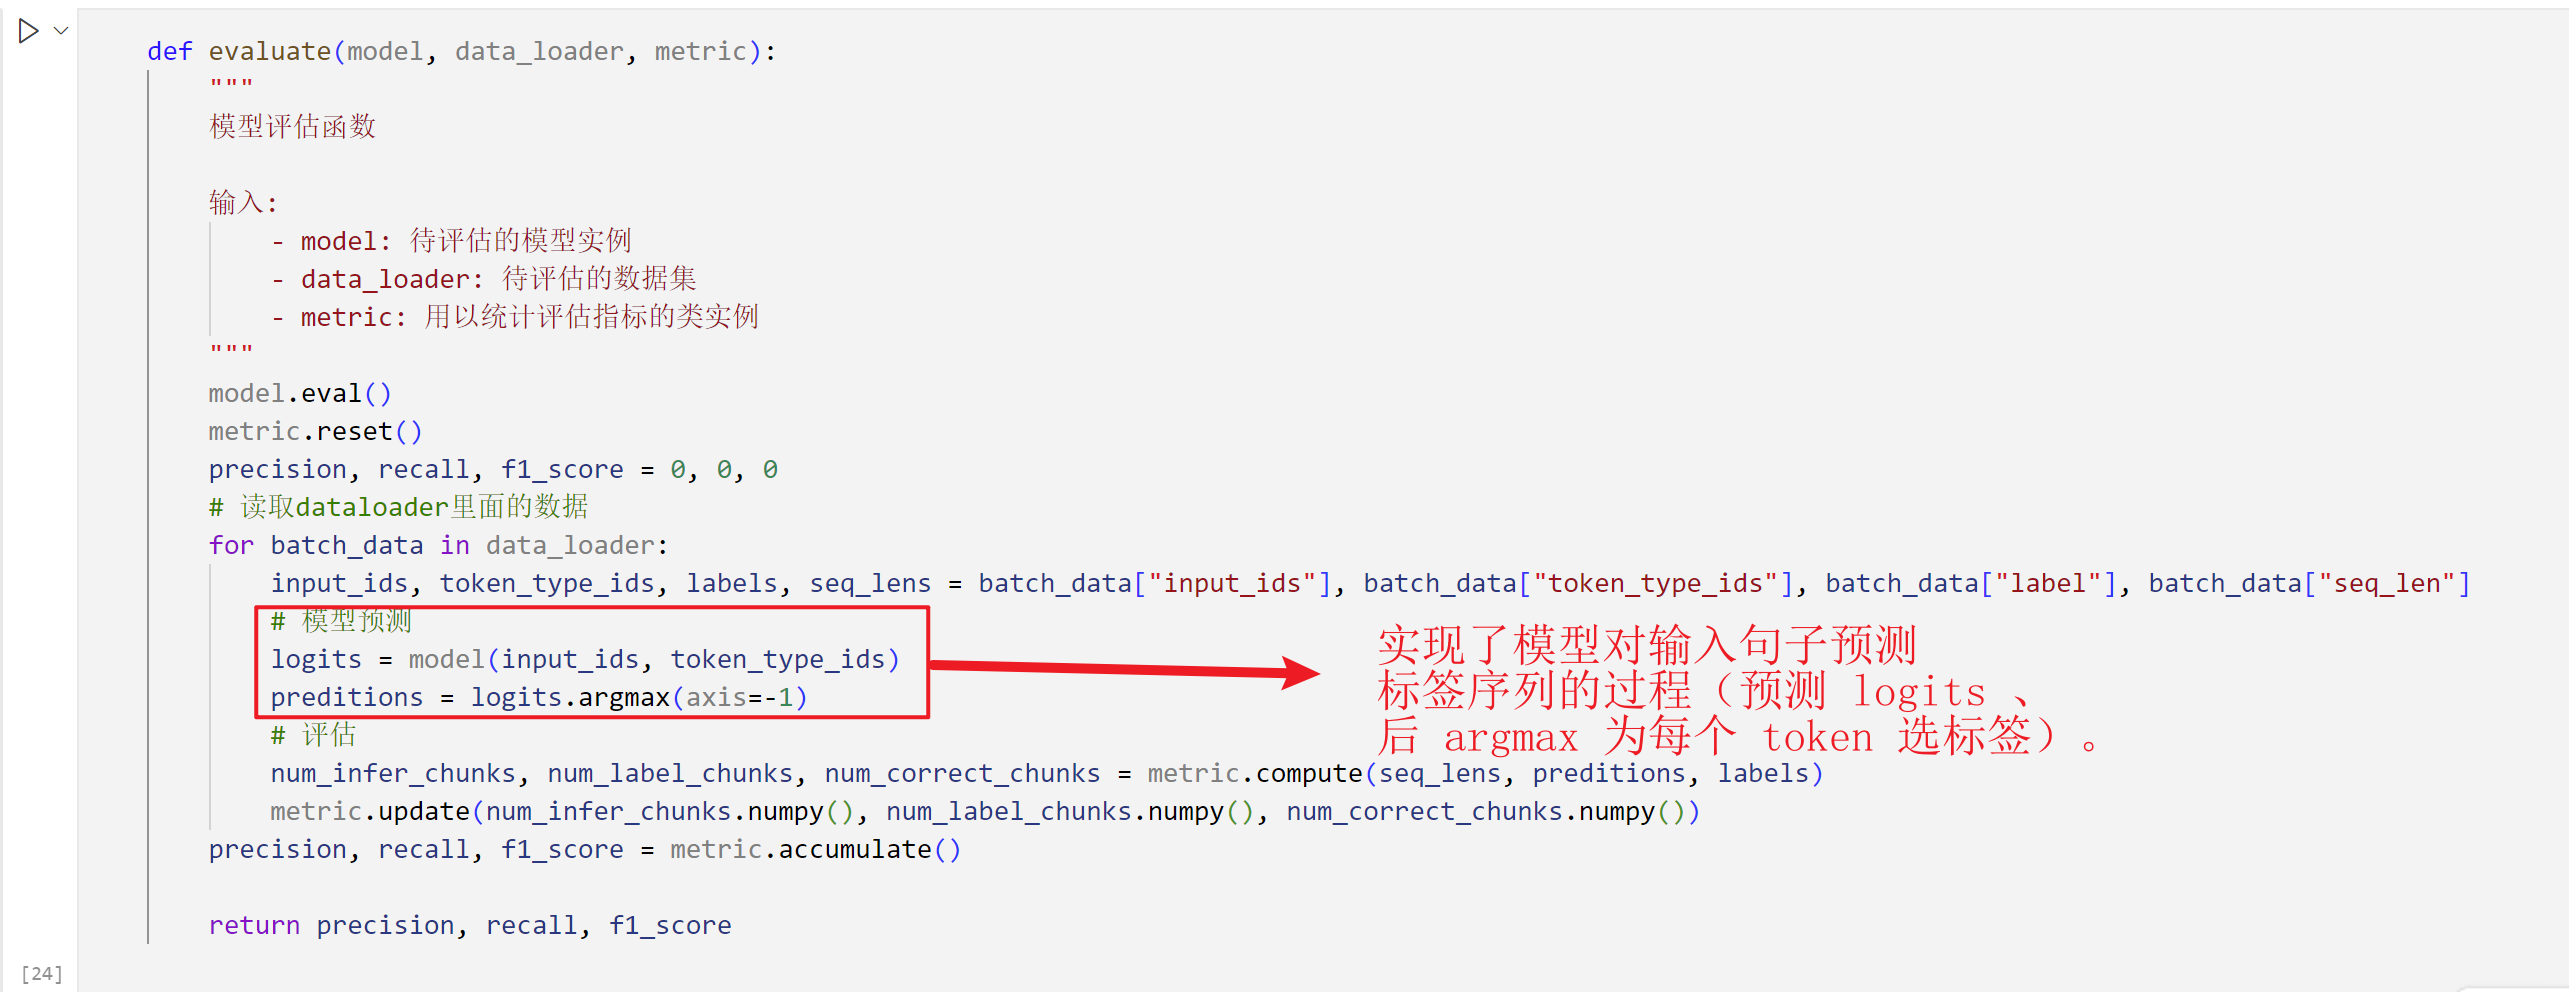 def evaluate(model, data_loader, metric):
"""
模型评估函数
输入:
- model: 待评估的模型实例
- data_loader: 待评估的数据集
- metric: 用以统计评估指标的类实例
"""
model.eval()
metric.reset()
precision, recall, f1_score = 0, 0, 0
# 读取dataloader里面的数据
for batch_data in data_loader:
input_ids, token_type_ids, labels, seq_lens = batch_data["input_ids"], batch_data["token_type_ids"], batch_data["label"], batch_data["seq_len"]
# 模型预测
logits = model(input_ids, token_type_ids)
preditions = logits.argmax(axis=-1)
实现了模型对输入句子预测
标签序列的过程（预测 logits 、
后 argmax 为每个 token 选标签）。
# 评估
num_infer_chunks, num_label_chunks, num_correct_chunks = metric.compute(seq_lens, preditions, labels)
metric.update(num_infer_chunks.numpy(), num_label_chunks.numpy(), num_correct_chunks.numpy())
precision, recall, f1_score = metric.accumulate()
return precision, recall, f1_score
[24]